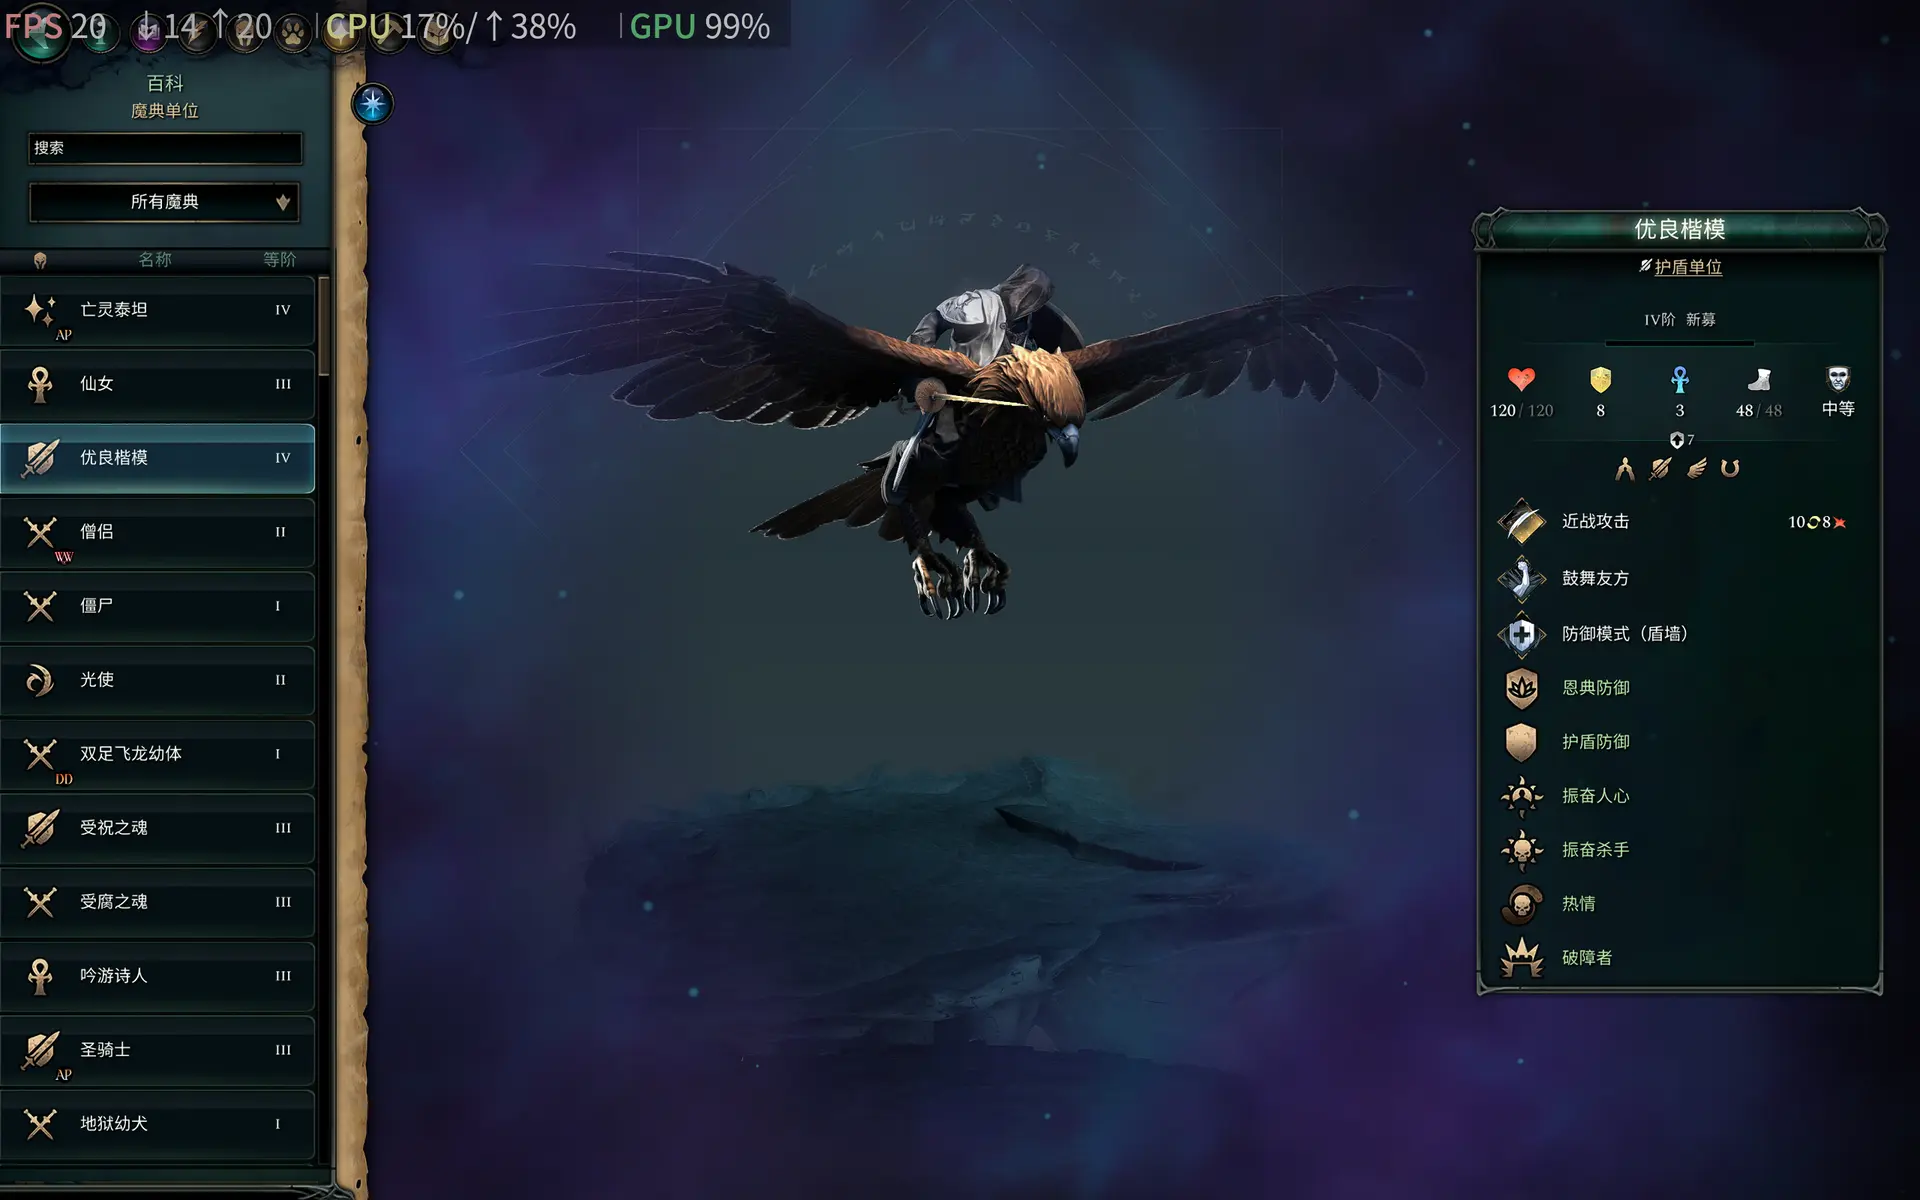 FPS 20 ↓14 ↑20 | CPU 17%/↑38% | GPU 99%
百科
魔典单位
搜索
所有魔典
名称 等阶
亡灵泰坦 IV
AP
仙女 III
优良楷模 IV
僧侣 II
WW
僵尸 I
光使 II
双足飞龙幼体 I
DD
受祝之魂 III
受腐之魂 III
吟游诗人 III
圣骑士 III
AP
地狱幼犬 I
优良楷模
护盾单位
IV阶 新募
120/120 8 3 48/48 中等
7
近战攻击 10 8
鼓舞友方
防御模式（盾墙）
恩典防御
护盾防御
振奋人心
振奋杀手
热情
破障者